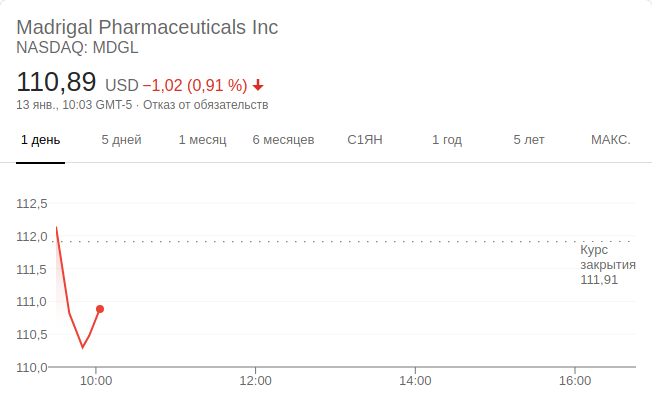 Madrigal Pharmaceuticals Inc
NASDAQ: MDGL
110,89 USD −1,02 (0,91 %)
13 янв., 10:03 GMT-5 · Отказ от обязательств
1 день 5 дней 1 месяц 6 месяцев С1ЯН 1 год 5 лет МАКС.
112,5
112,0
111,5
111,0
110,5
110,0
Курс
закрытия
111,91
10:00 12:00 14:00 16:00